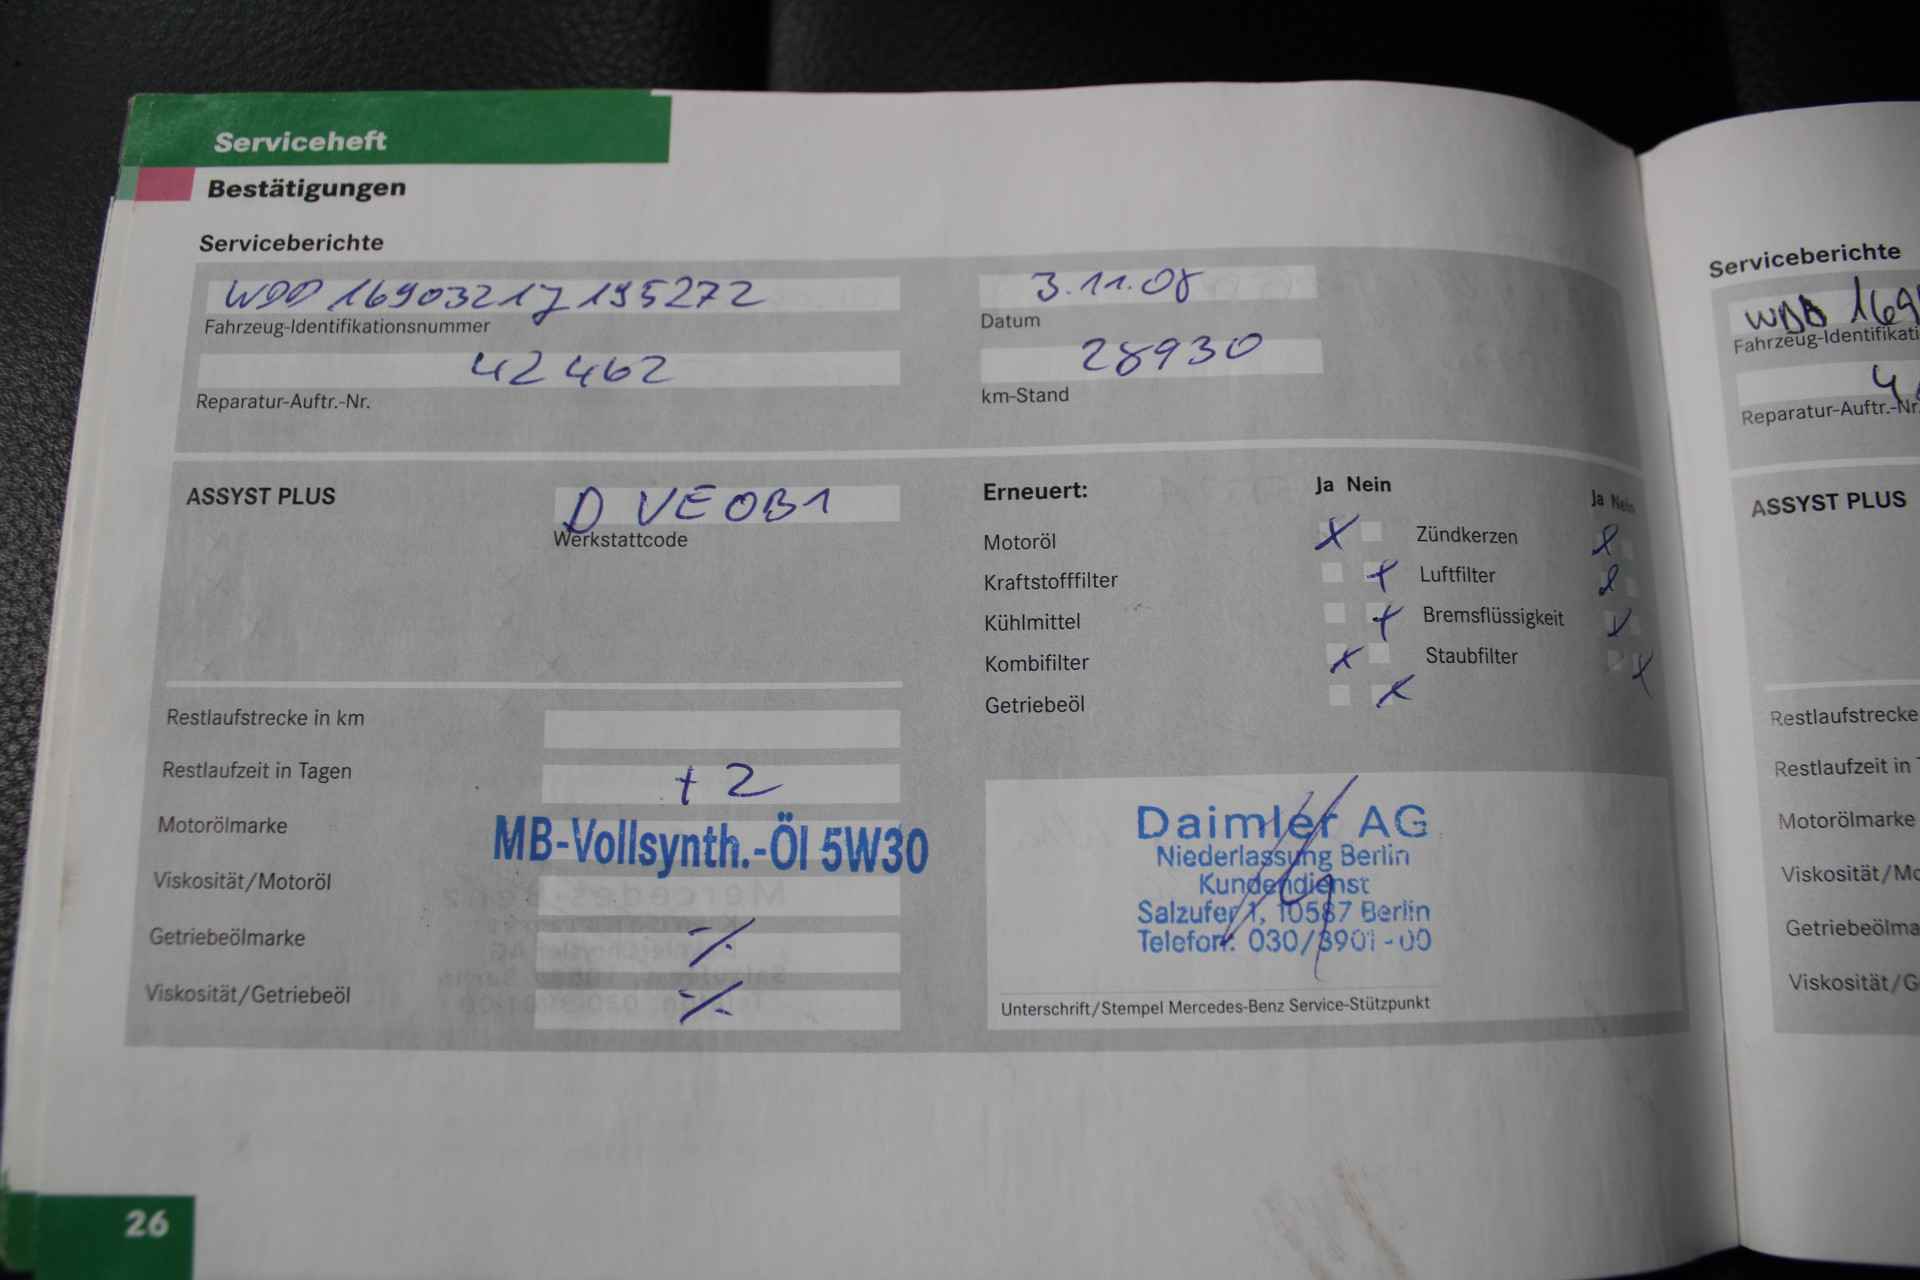 Serviceheft
Bestätigungen
Serviceberichte
WDD 1690321J195272
3.11.08
Fahrzeug-Identifikationsnummer
Datum
42462
28930
Reparatur-Auftr.-Nr.
km-Stand
ASSYST PLUS
D VEOB1
Werkstattcode
Erneuert:
Ja Nein
Ja Nein
Motoröl
Zündkerzen
Kraftstofffilter
Luftfilter
Kühlmittel
Bremsflüssigkeit
Kombifilter
Staubfilter
Getriebeöl
Restlaufstrecke in km
Restlaufzeit in Tagen
+ 2
Motorölmarke
MB-Vollsynth.-Öl 5W30
Viskosität/Motoröl
Getriebeölmarke
-/.
Viskosität/Getriebeöl
-/.
Daimler AG
Niederlassung Berlin
Kundendienst
Salzufer 1, 10587 Berlin
Telefon: 030/3901-00
Unterschrift/Stempel Mercedes-Benz Service-Stützpunkt
26
Serviceberichte
WDD 169
Fahrzeug-Identifikati
4
Reparatur-Auftr.-Nr.
ASSYST PLUS
Restlaufstrecke
Restlaufzeit in T
Motorölmarke
Viskosität/Mo
Getriebeölma
Viskosität/G